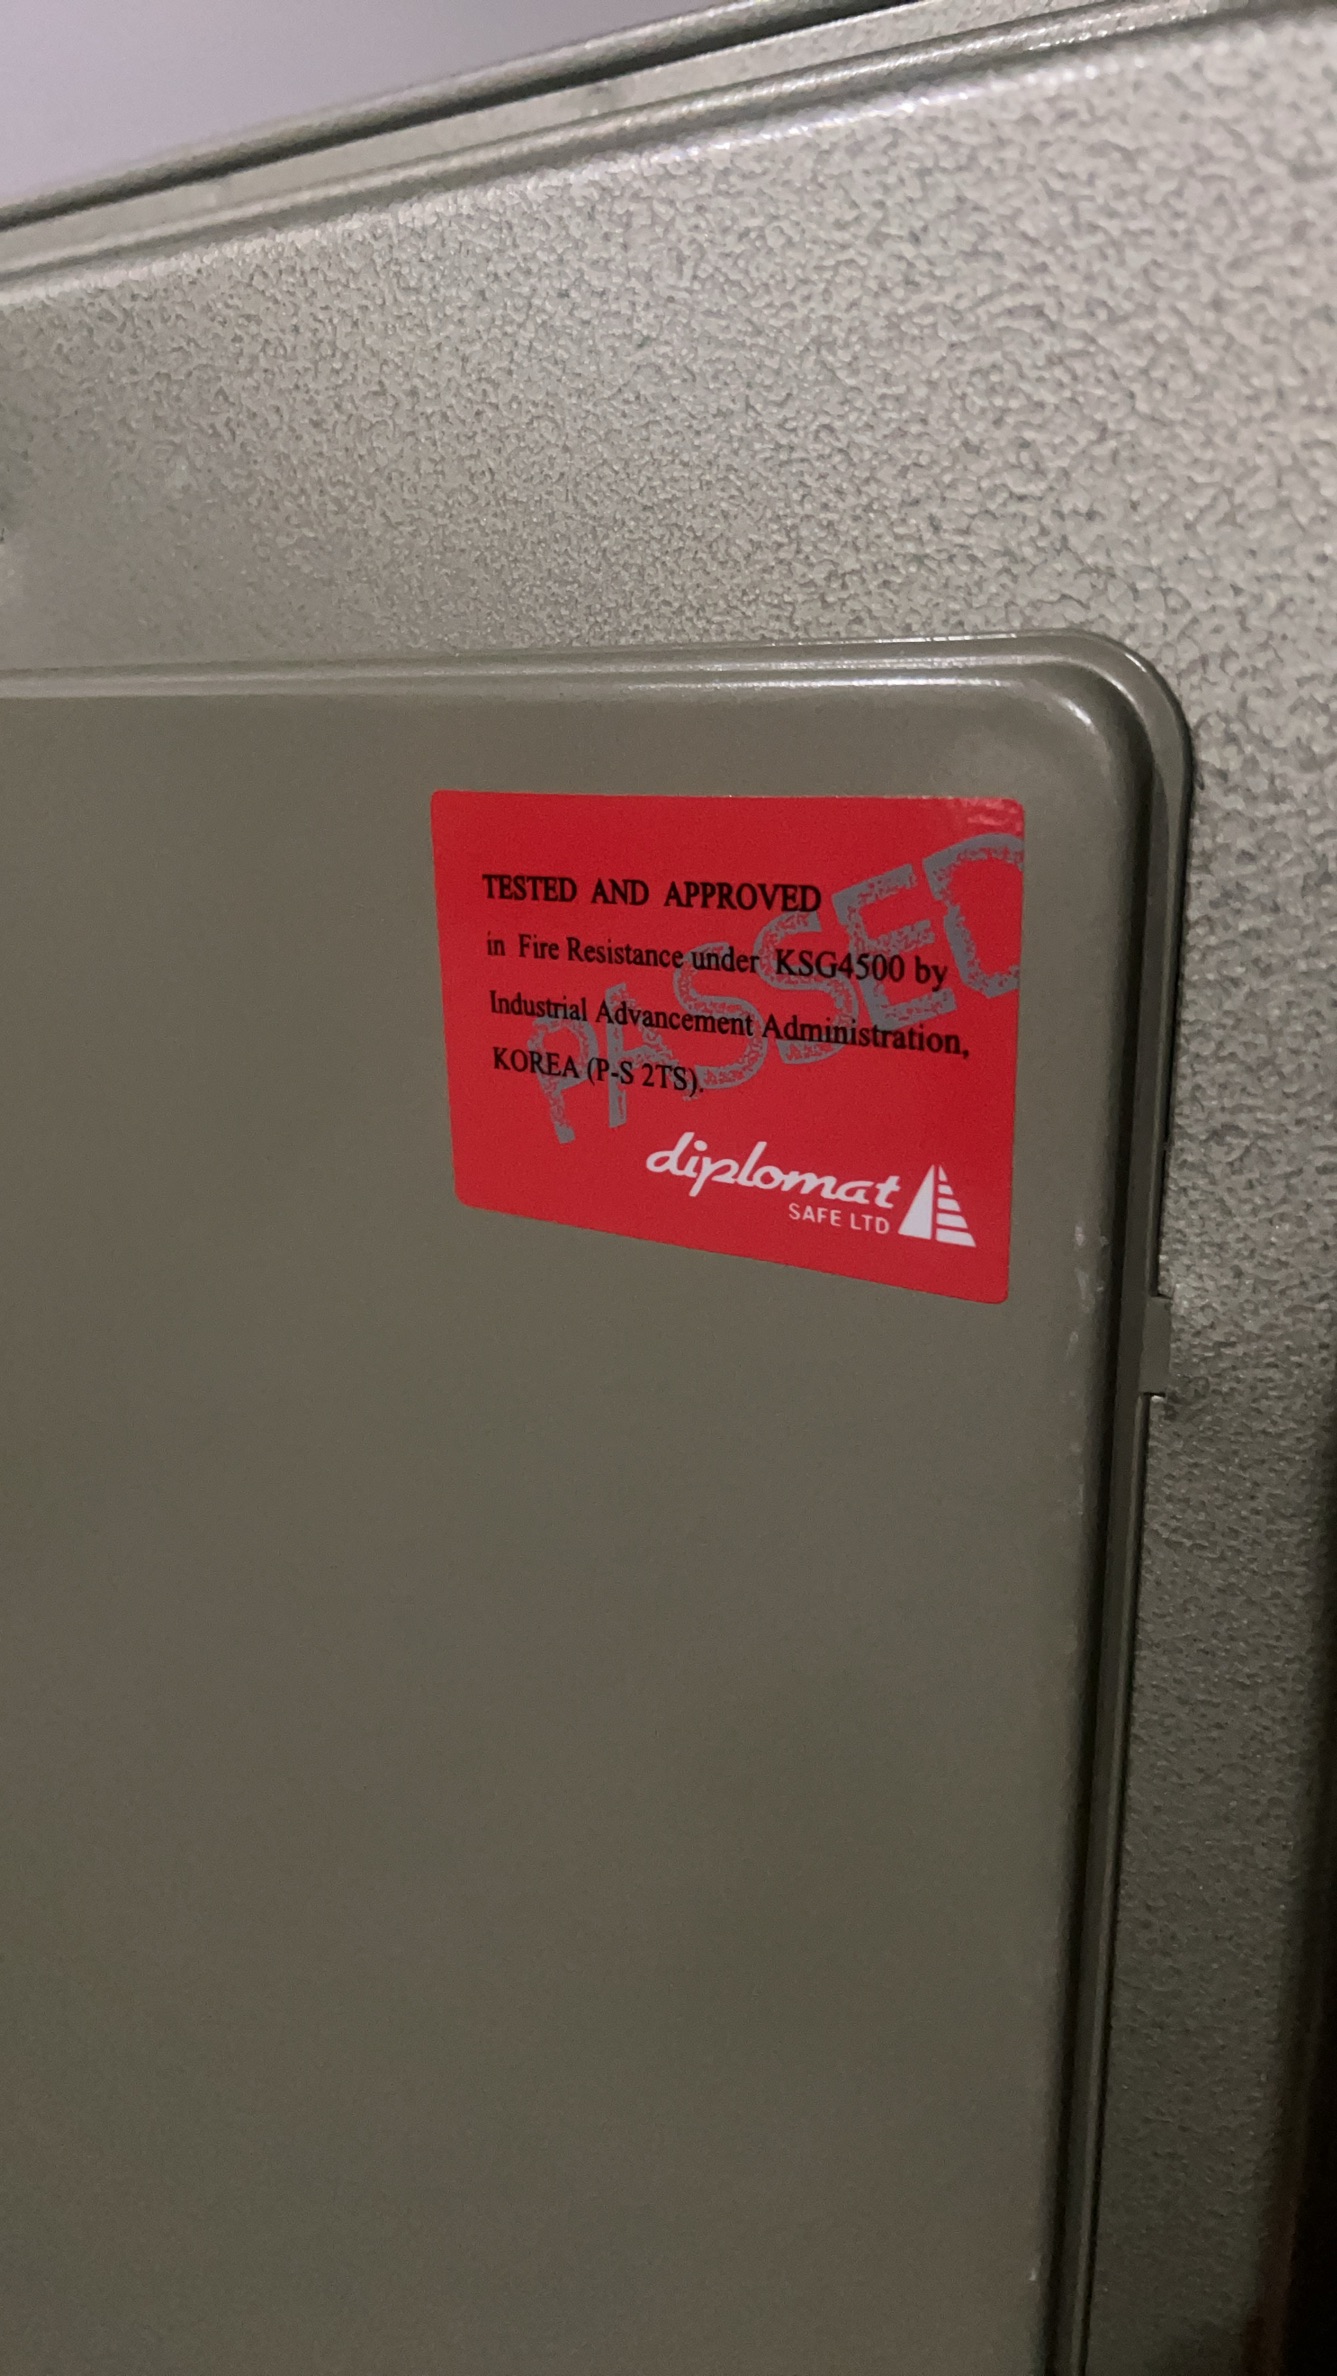 TESTED AND APPROVED
in Fire Resistance under KSG4500 by
Industrial Advancement Administration,
KOREA (P-S 2TS).
PASSED
diplomat
SAFE LTD